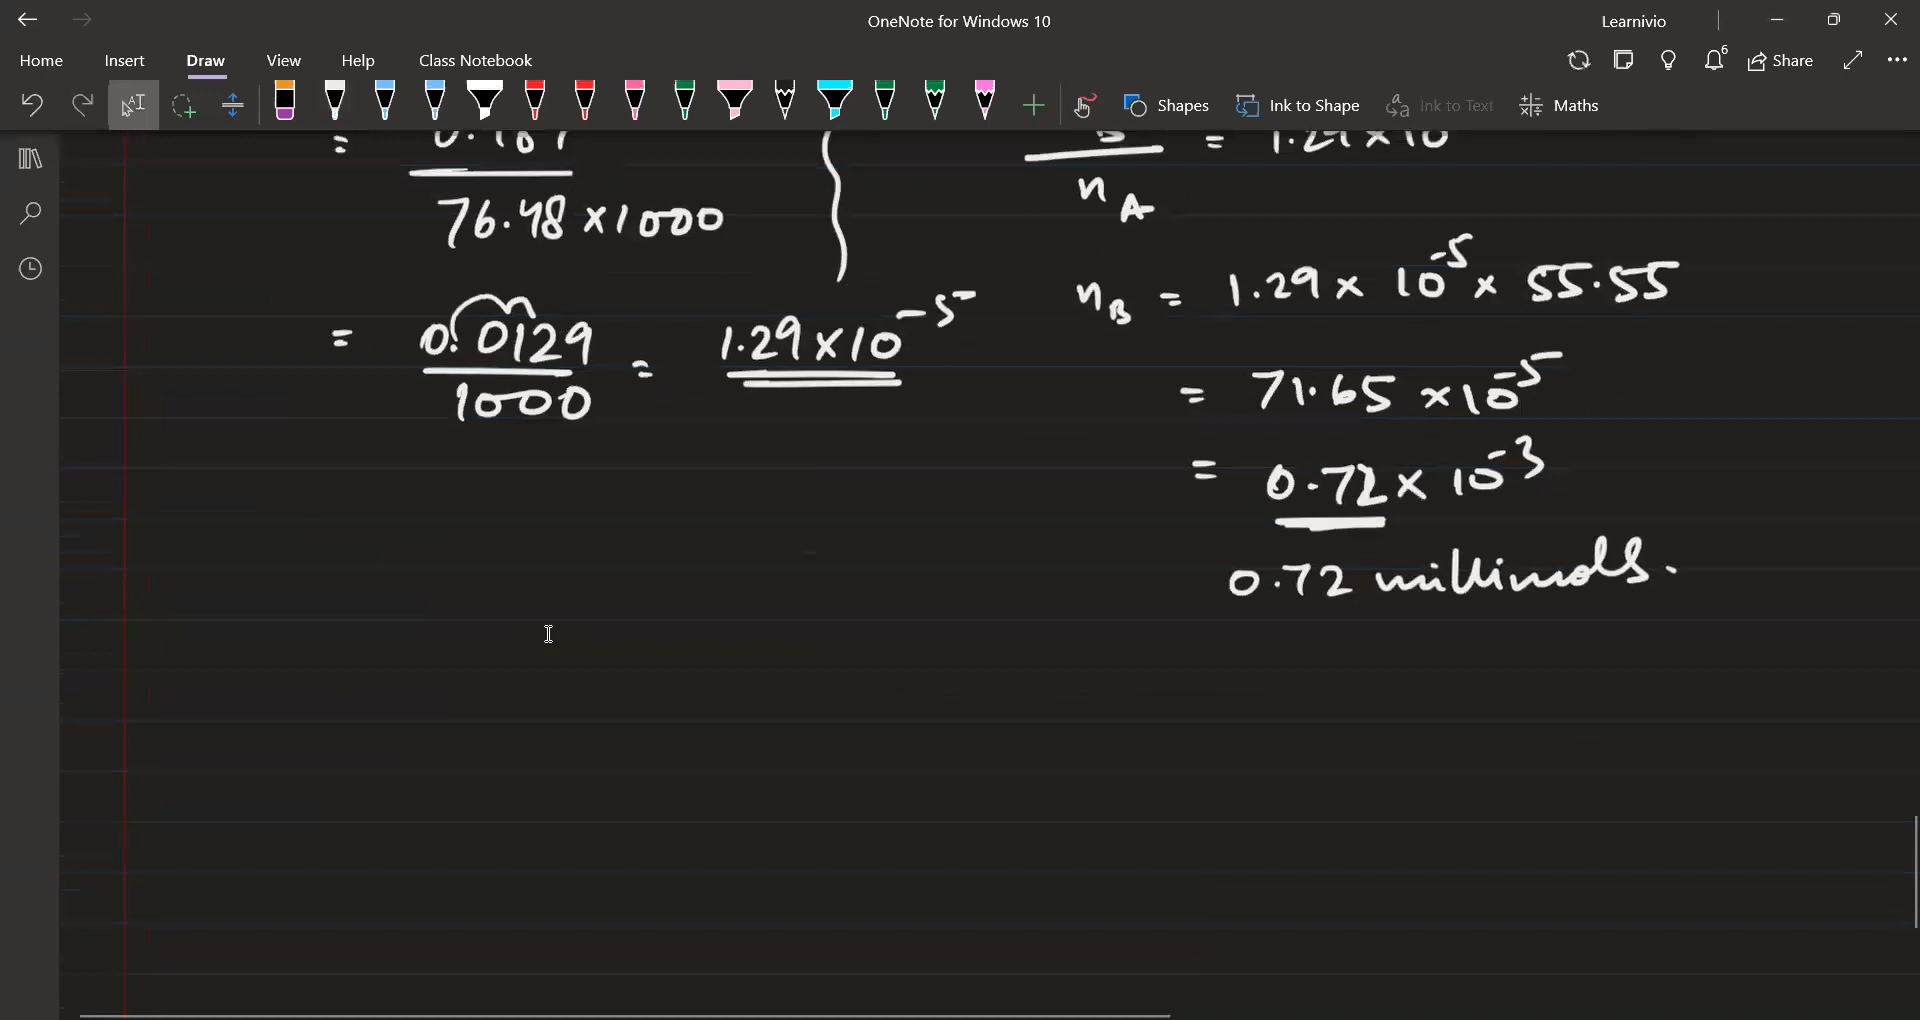 OneNote for Windows 10
Learnivio
Home Insert Draw View Help Class Notebook
6
Share
Shapes
Ink to Shape
Ink to Text
Maths
=
76.48 × 1000
n_A
= 0.0129 / 1000 = 1.29 × 10^-5
n_B = 1.29 × 10^-5 × 55.55
= 71.65 × 10^-5
= 0.72 × 10^-3
0.72 millimols.